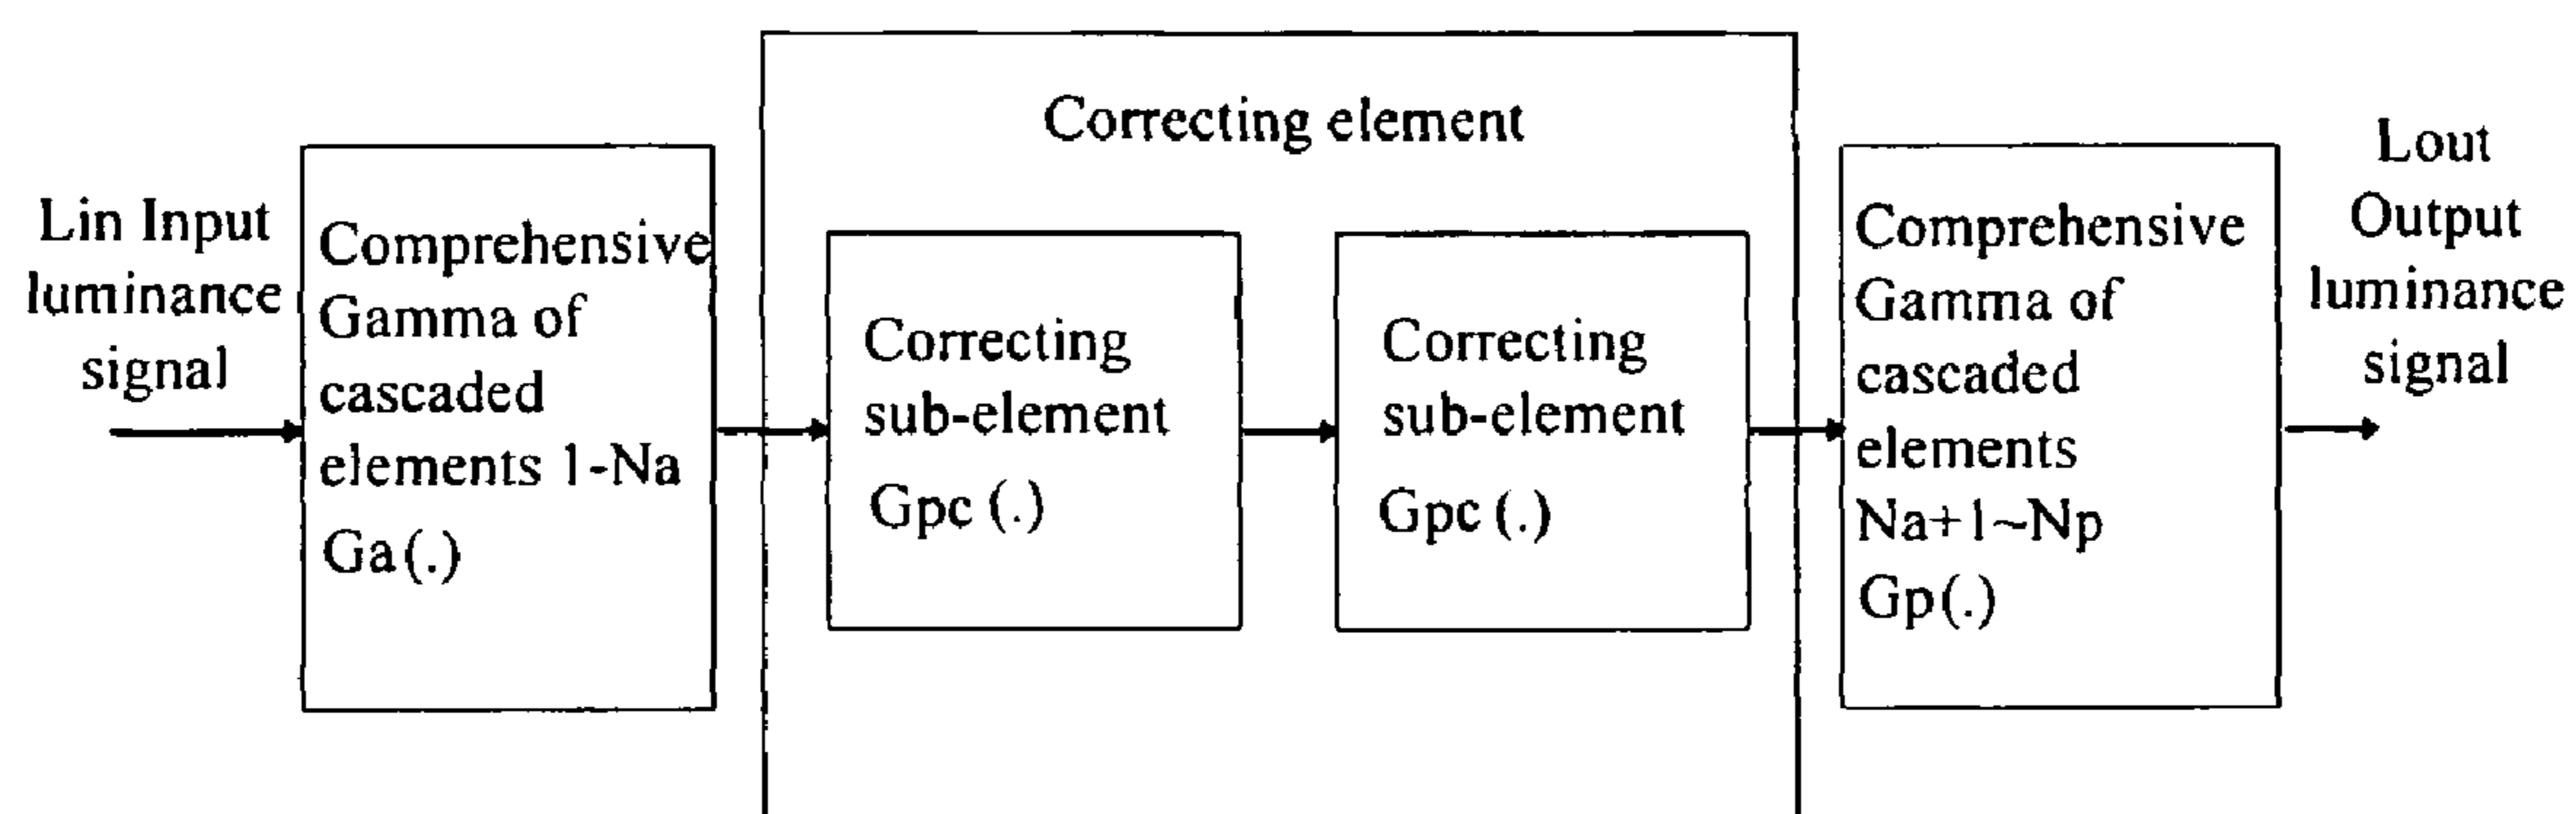 Lin Input
luminance
signal
Comprehensive
Gamma of
cascaded
elements 1-Na
Ga(.)
Correcting element
Correcting
sub-element
Gpc (.)
Correcting
sub-element
Gpc (.)
Comprehensive
Gamma of
cascaded
elements
Na+1~Np
Gp(.)
Lout
Output
luminance
signal